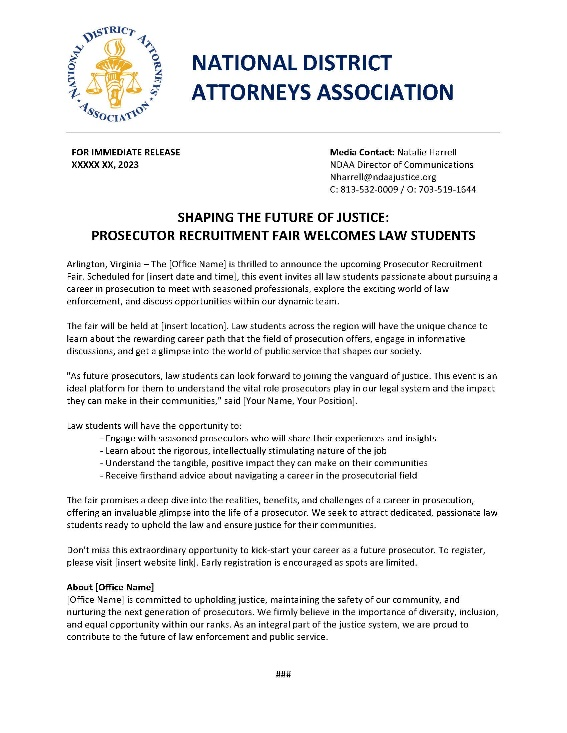 NATIONAL DISTRICT ATTORNEYS
ASSOCIATION
NATIONAL DISTRICT
ATTORNEYS ASSOCIATION
FOR IMMEDIATE RELEASE
XXXXX XX, 2023
Media Contact: Natalie Harrell
NDAA Director of Communications
Nharrell@ndaajustice.org
C: 813-532-0009 / O: 703-519-1644
SHAPING THE FUTURE OF JUSTICE:
PROSECUTOR RECRUITMENT FAIR WELCOMES LAW STUDENTS
Arlington, Virginia – The [Office Name] is thrilled to announce the upcoming Prosecutor Recruitment
Fair. Scheduled for [insert date and time], this event invites all law students passionate about pursuing a
career in prosecution to meet with seasoned professionals, explore the exciting world of law
enforcement, and discuss opportunities within our dynamic team.
The fair will be held at [insert location]. Law students across the region will have the unique chance to
learn about the rewarding career path that the field of prosecution offers, engage in informative
discussions, and get a glimpse into the world of public service that shapes our society.
"As future prosecutors, law students can look forward to joining the vanguard of justice. This event is an
ideal platform for them to understand the vital role prosecutors play in our legal system and the impact
they can make in their communities," said [Your Name, Your Position].
Law students will have the opportunity to:
- Engage with seasoned prosecutors who will share their experiences and insights
- Learn about the rigorous, intellectually stimulating nature of the job
- Understand the tangible, positive impact they can make on their communities
- Receive firsthand advice about navigating a career in the prosecutorial field
The fair promises a deep dive into the realities, benefits, and challenges of a career in prosecution,
offering an invaluable glimpse into the life of a prosecutor. We seek to attract dedicated, passionate law
students ready to uphold the law and ensure justice for their communities.
Don't miss this extraordinary opportunity to kick-start your career as a future prosecutor. To register,
please visit [insert website link]. Early registration is encouraged as spots are limited.
About [Office Name]
[Office Name] is committed to upholding justice, maintaining the safety of our community, and
nurturing the next generation of prosecutors. We firmly believe in the importance of diversity, inclusion,
and equal opportunity within our ranks. As an integral part of the justice system, we are proud to
contribute to the future of law enforcement and public service.
###